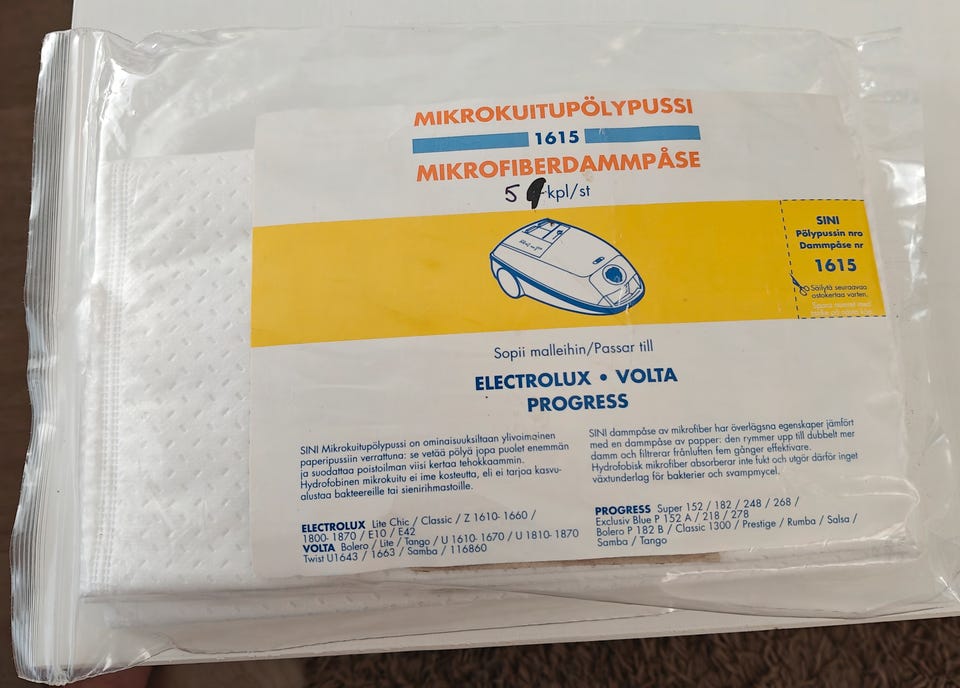 MIKROKUITUPÖLYPUSSI
1615
MIKROFIBERDAMMPÅSE
5 kpl/st
SINI
Pölypussin nro
Dammpåse nr
1615
Säilytä seuraavaa
ostokertaa varten.
Spara numret med
Sopii malleihin/Passar till
ELECTROLUX • VOLTA
PROGRESS
SINI Mikrokuitupölypussi on ominaisuuksiltaan ylivoimainen
paperipussiin verrattuna: se vetää pölyä jopa puolet enemmän
ja suodattaa poistoilman viisi kertaa tehokkaammin.
Hydrofobinen mikrokuitu ei ime kosteutta, eli ei tarjoa kasvu-
alustaa bakteereille tai sienirihmastoille.
SINI dammpåse av mikrofiber har överlägsna egenskaper jämfört
med en dammpåse av papper: den rymmer upp till dubbelt mer
damm och filtrerar frånluften fem gånger effektivare.
Hydrofobisk mikrofiber absorberar inte fukt och utgör därför inget
växtunderlag för bakterier och svampmycel.
ELECTROLUX Lite Chic / Classic / Z 1610- 1660 /
1800- 1870 / E10 / E42
VOLTA Bolero / Lite / Tango / U 1610- 1670 / U 1810- 1870
Twist U1643 / 1663 / Samba / 116860
PROGRESS Super 152 / 182 / 248 / 268 /
Exclusiv Blue P 152 A / 218 / 278
Bolero P 182 B / Classic 1300 / Prestige / Rumba / Salsa /
Samba / Tango